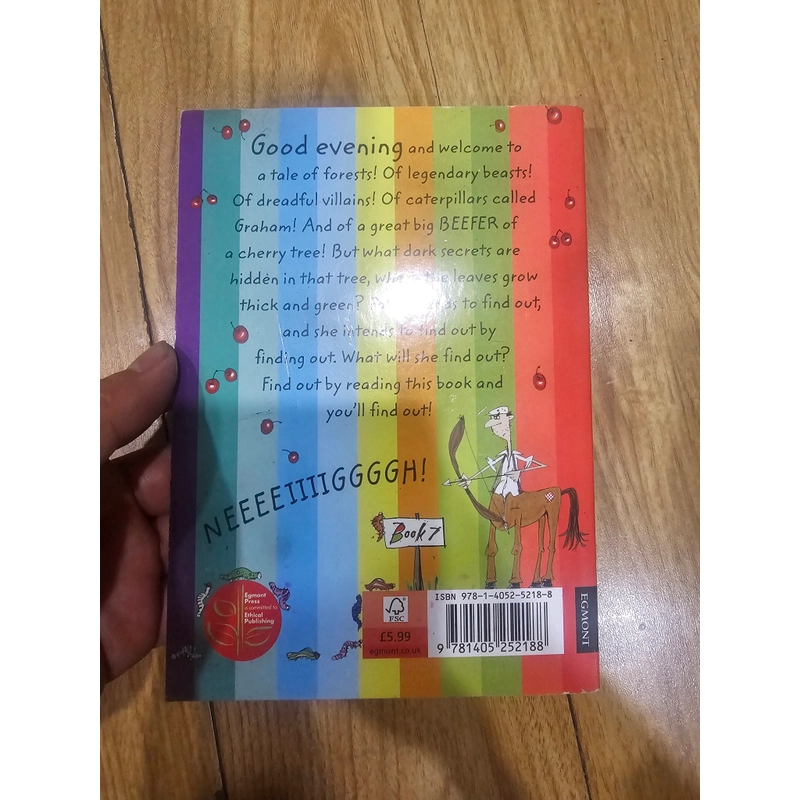 Good evening and welcome to
a tale of forests! Of legendary beasts!
Of dreadful villains! Of caterpillars called
Graham! And of a great big BEEFER of
a cherry tree! But what dark secrets are
hidden in that tree, the leaves grow
thick and green? to find out,
and she intends to find out by
finding out. What will she find out?
Find out by reading this book and
you'll find out!
NEEEEIIIIGGGGH!
Book 7
Egmont
Press
is committed to
Ethical
Publishing
FSC
£5.99
egmont.co.uk
ISBN 978-1-4052-5218-8
9 781405 252188
EGMONT